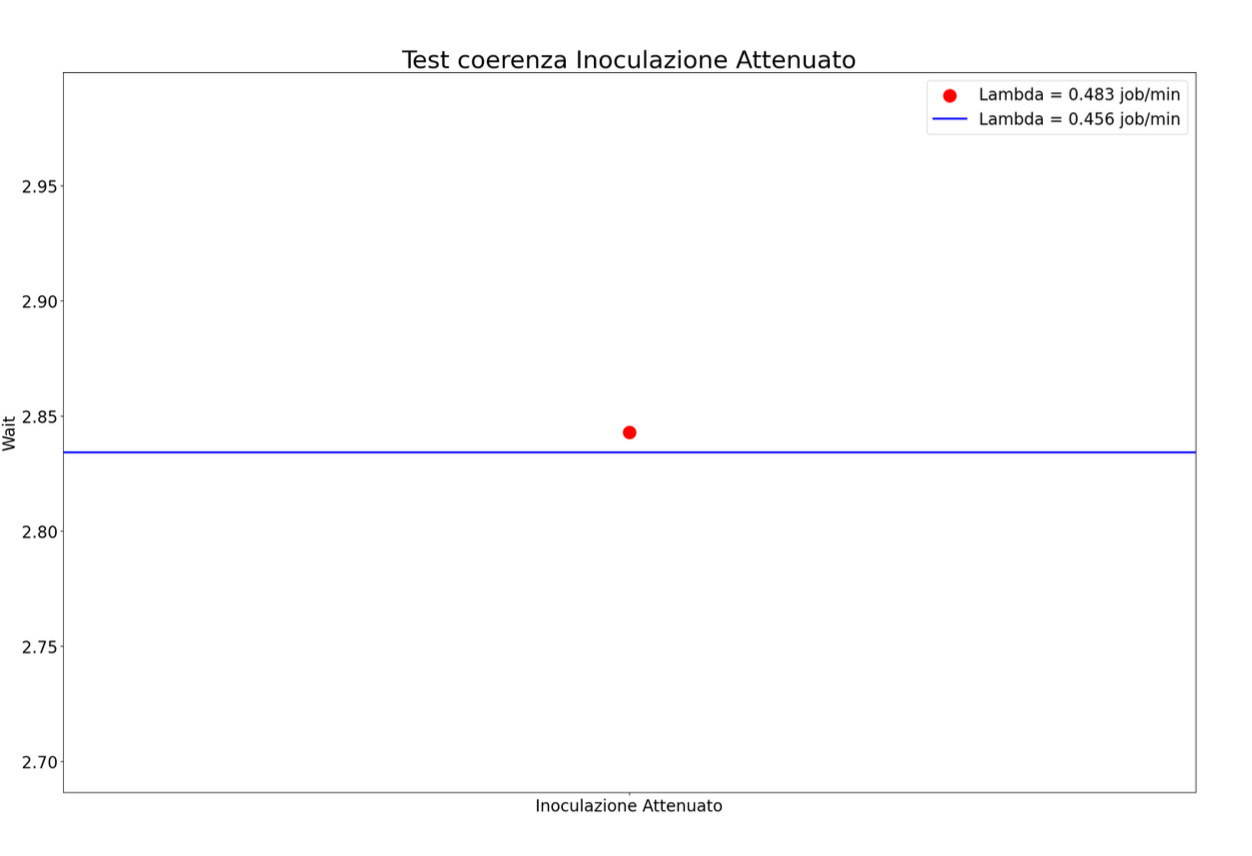 Test coerenza Inoculazione Attenuato
Lambda = 0.483 job/min
Lambda = 0.456 job/min
2.95
2.90
2.85
2.80
2.75
2.70
Wait
Inoculazione Attenuato